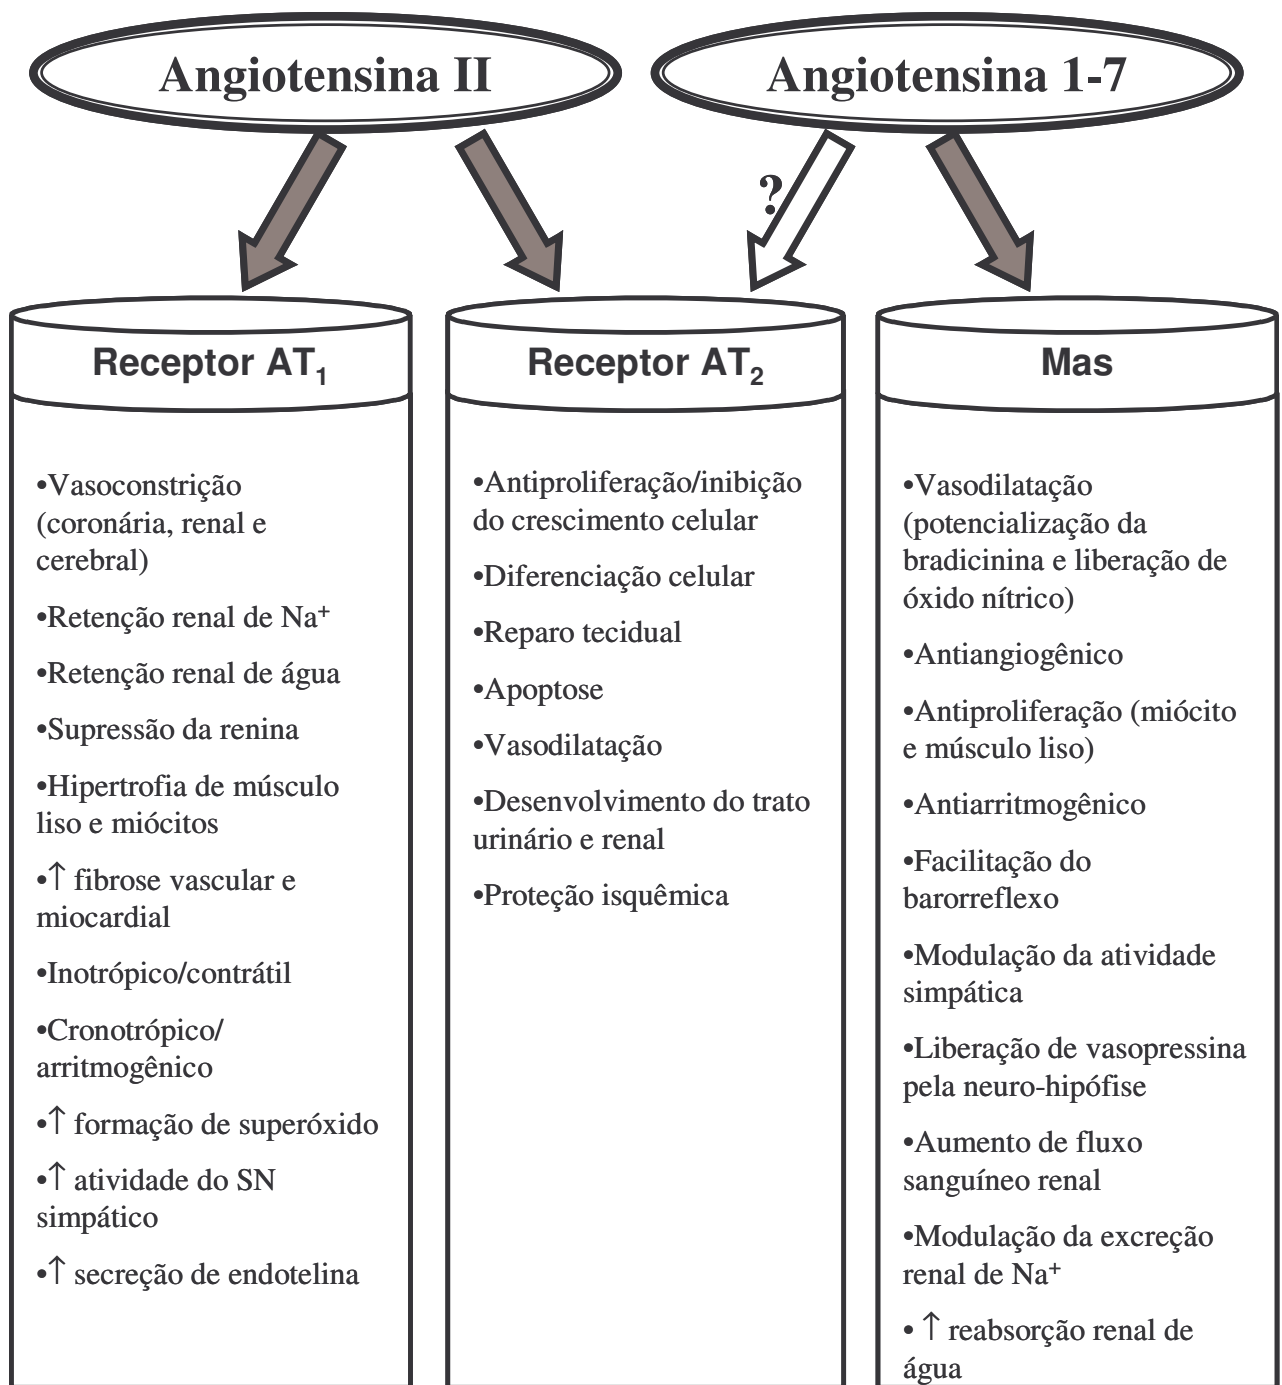 Angiotensina II
Angiotensina 1-7
?
Receptor AT₁
•Vasoconstrição
(coronária, renal e
cerebral)
•Retenção renal de Na⁺
•Retenção renal de água
•Supressão da renina
•Hipertrofia de músculo
liso e miócitos
•↑ fibrose vascular e
miocardial
•Inotrópico/contrátil
•Cronotrópico/
arritmogênico
•↑ formação de superóxido
•↑ atividade do SN
simpático
•↑ secreção de endotelina
Receptor AT₂
•Antiproliferação/inibição
do crescimento celular
•Diferenciação celular
•Reparo tecidual
•Apoptose
•Vasodilatação
•Desenvolvimento do trato
urinário e renal
•Proteção isquêmica
Mas
•Vasodilatação
(potencialização da
bradicinina e liberação de
óxido nítrico)
•Antiangiogênico
•Antiproliferação (miócito
e músculo liso)
•Antiarritmogênico
•Facilitação do
barorreflexo
•Modulação da atividade
simpática
•Liberação de vasopressina
pela neuro-hipófise
•Aumento de fluxo
sanguíneo renal
•Modulação da excreção
renal de Na⁺
• ↑ reabsorção renal de
água